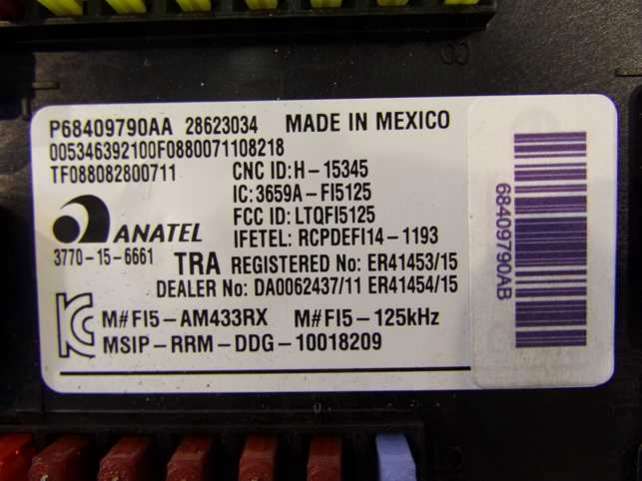 P68409790AA 28623034 MADE IN MEXICO
005346392100F0880071108218
TF088082800711 CNC ID:H-15345
IC:3659A-FI5125
FCC ID: LTQFI5125
ANATEL
IFETEL: RCPDEFI14-1193
3770-15-6661
TRA REGISTERED No: ER41453/15
DEALER No: DA0062437/11 ER41454/15
M#FI5-AM433RX M#FI5-125kHz
MSIP-RRM-DDG-10018209
68409790AB